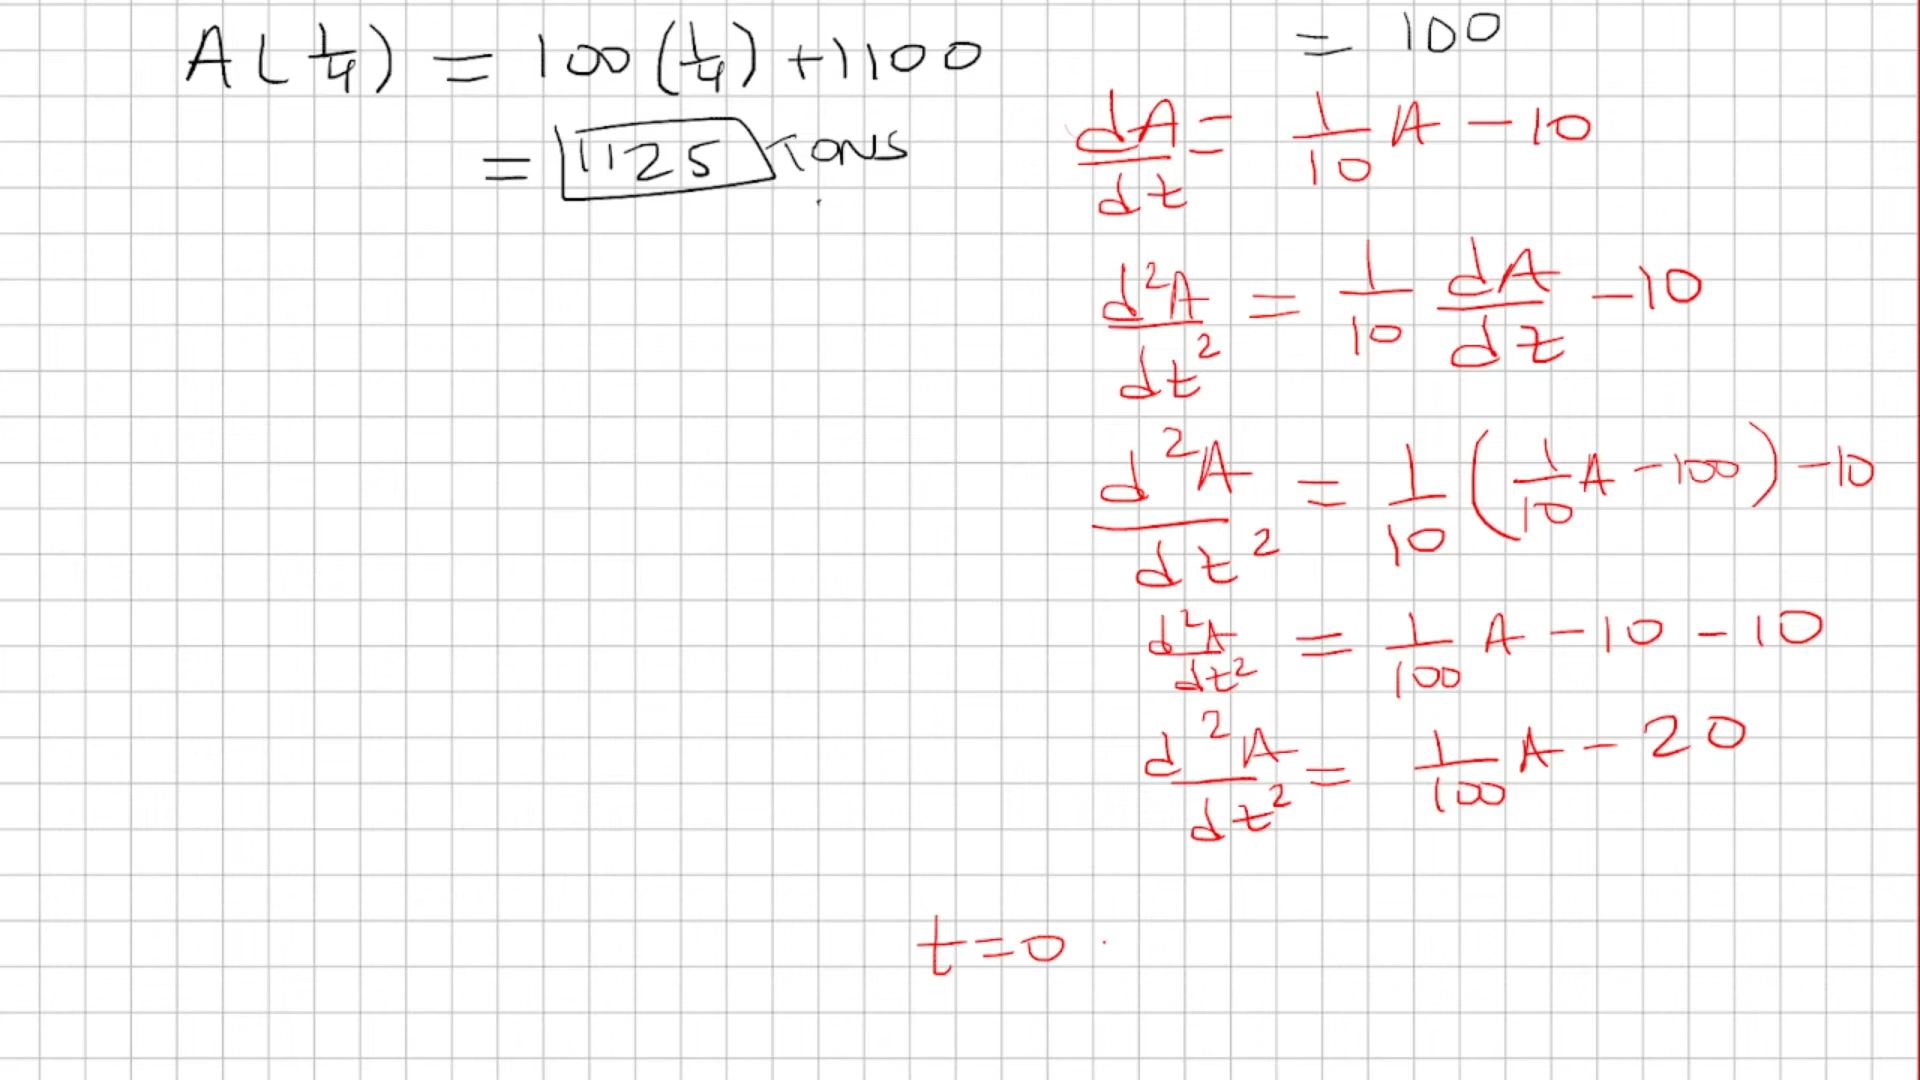 A(1/4) = 100(1/4)+1100
= 1125 TONS
= 100
dA/dt = 1/10 A - 10
d²A/dt² = 1/10 dA/dt - 10
d²A/dt² = 1/10 (1/10 A - 100) - 10
d²A/dt² = 1/100 A - 10 - 10
d²A/dt² = 1/100 A - 20
t=0